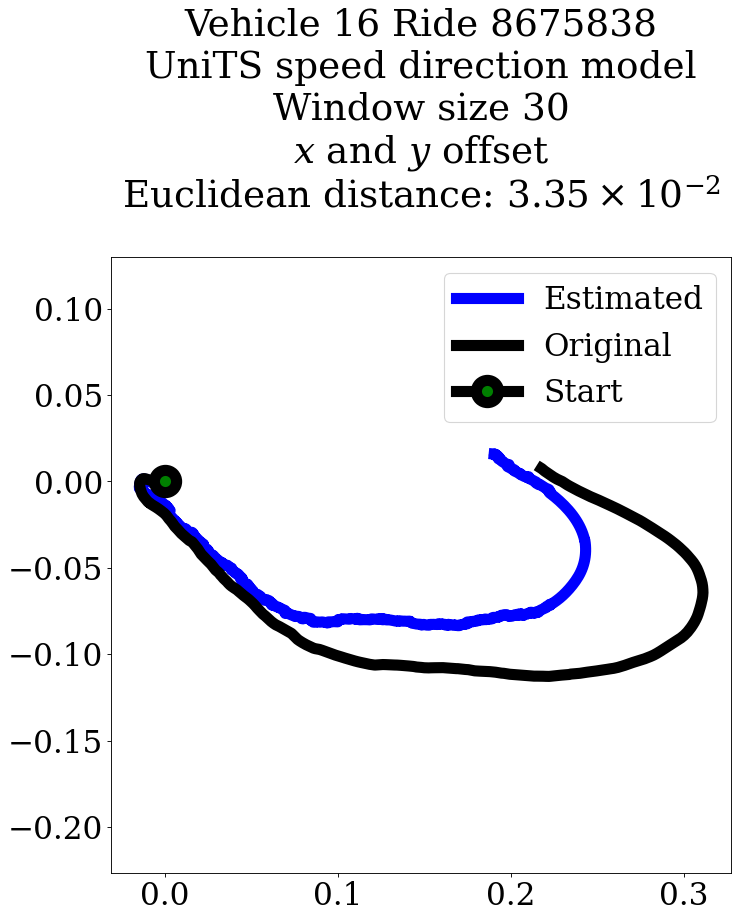 Vehicle 16 Ride 8675838
UniTS speed direction model
Window size 30
x and y offset
Euclidean distance: 3.35 × 10⁻²
Estimated
Original
Start
0.10
0.05
0.00
−0.05
−0.10
−0.15
−0.20
0.0 0.1 0.2 0.3